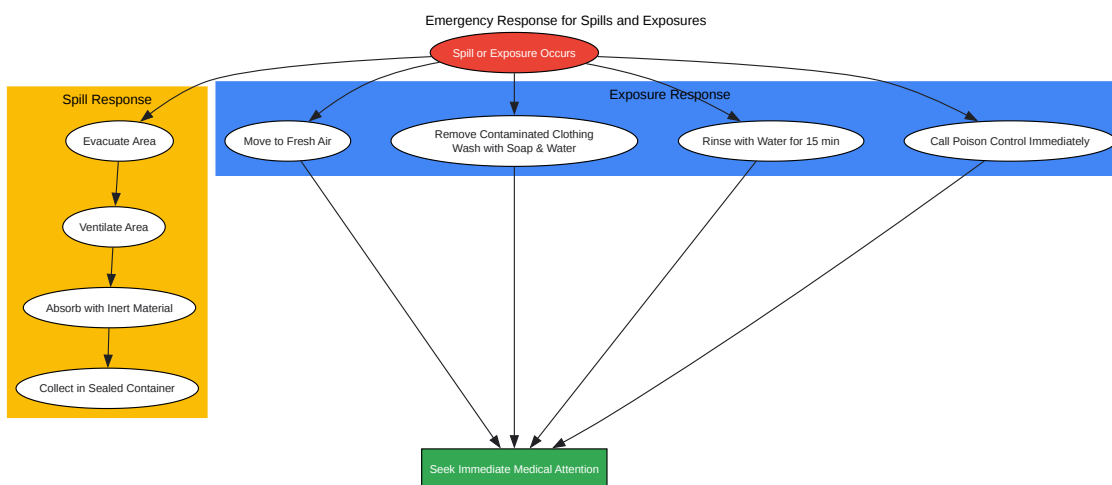 Emergency Response for Spills and Exposures
Spill or Exposure Occurs
Spill Response
Exposure Response
Evacuate Area
Move to Fresh Air
Remove Contaminated Clothing
Wash with Soap & Water
Rinse with Water for 15 min
Call Poison Control Immediately
Ventilate Area
Absorb with Inert Material
Collect in Sealed Container
Seek Immediate Medical Attention